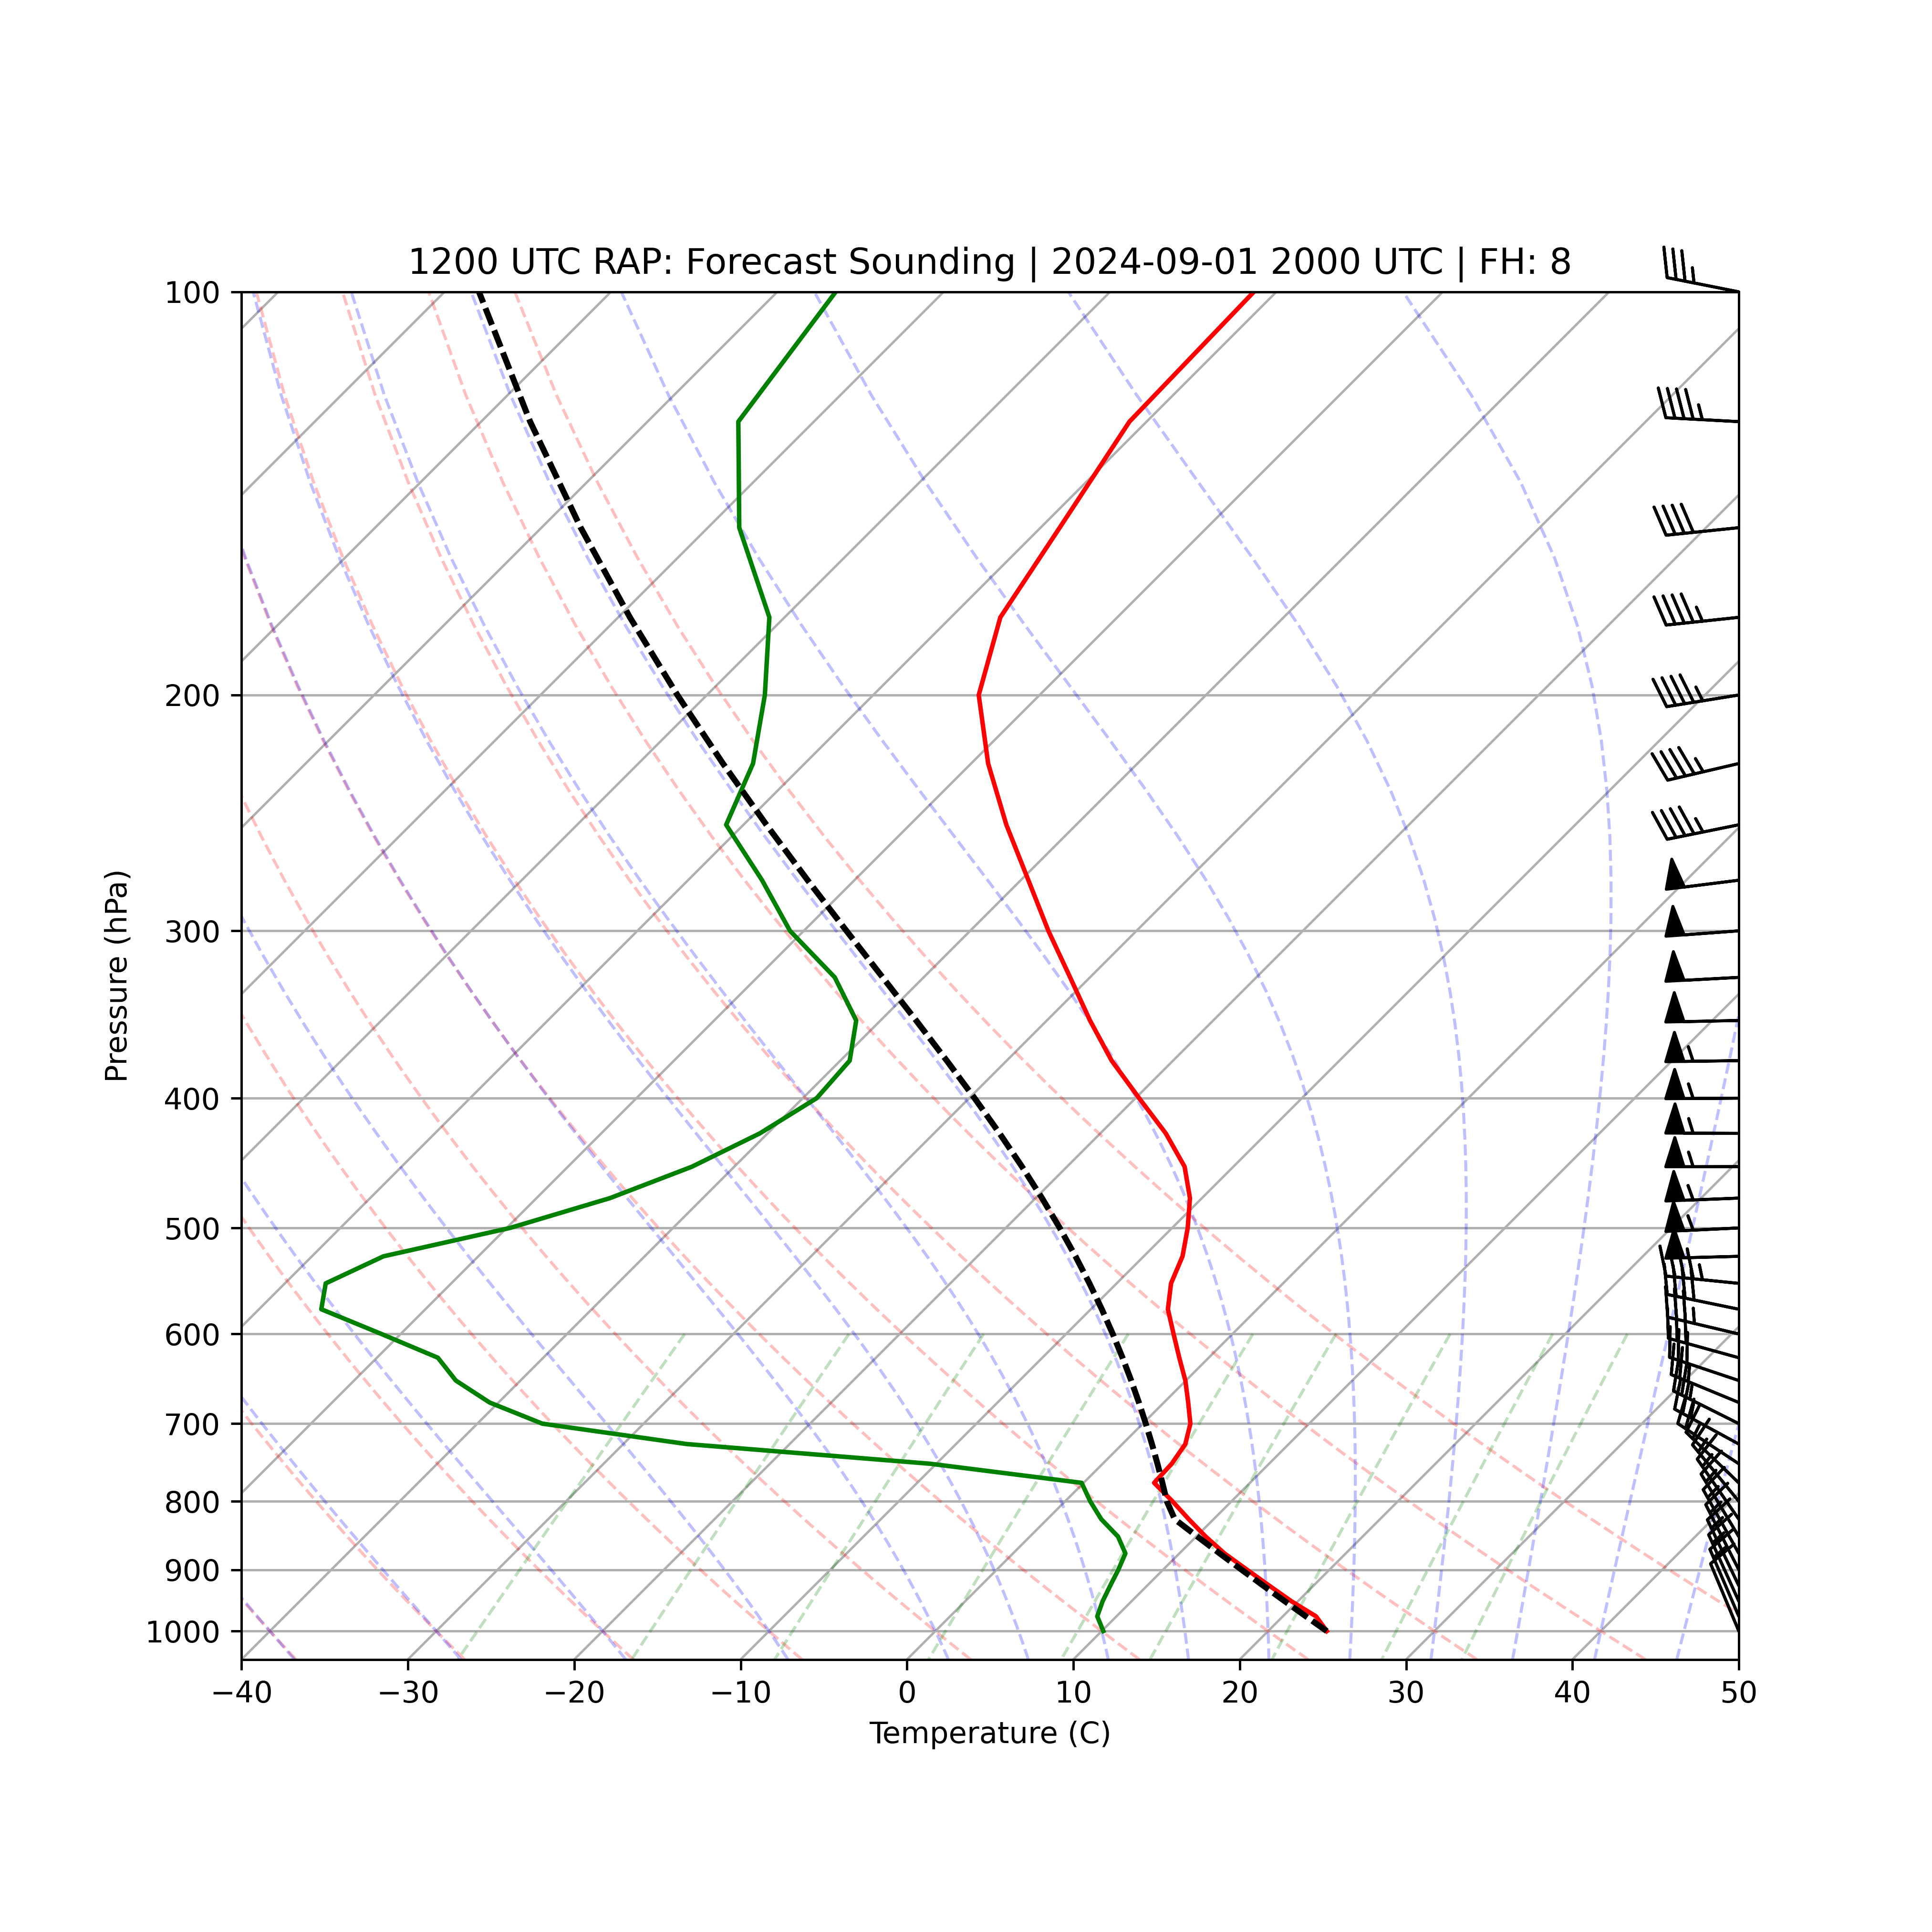 1200 UTC RAP: Forecast Sounding | 2024-09-01 2000 UTC | FH: 8
100
200
300
400
500
600
700
800
900
1000
Pressure (hPa)
−40 −30 −20 −10 0 10 20 30 40 50
Temperature (C)